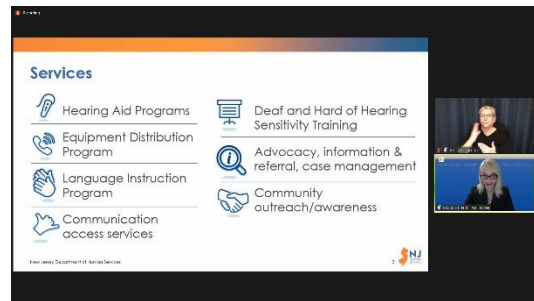 Services
Hearing Aid Programs
Equipment Distribution
Program
Language Instruction
Program
Communication
access services
Deaf and Hard of Hearing
Sensitivity Training
Advocacy, information &
referral, case management
Community
outreach/awareness
New Jersey Department of Human Services
NJ